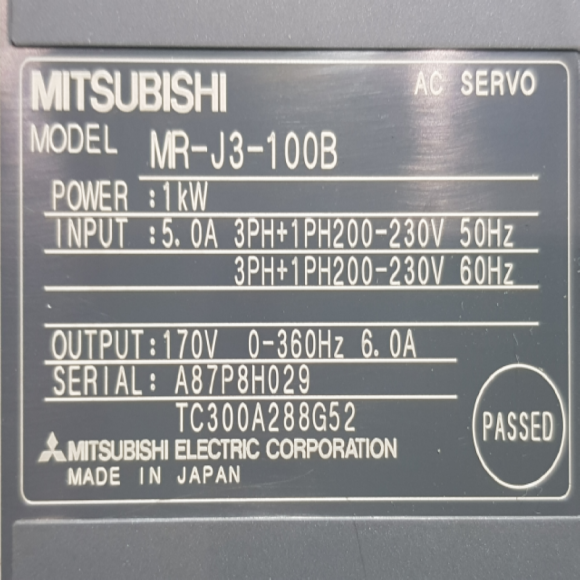 MITSUBISHI AC SERVO
MODEL MR-J3-100B
POWER :1kW
INPUT :5.0A 3PH+1PH200-230V 50Hz
3PH+1PH200-230V 60Hz
OUTPUT:170V 0-360Hz 6.0A
SERIAL: A87P8H029
TC300A288G52
PASSED
MITSUBISHI ELECTRIC CORPORATION
MADE IN JAPAN